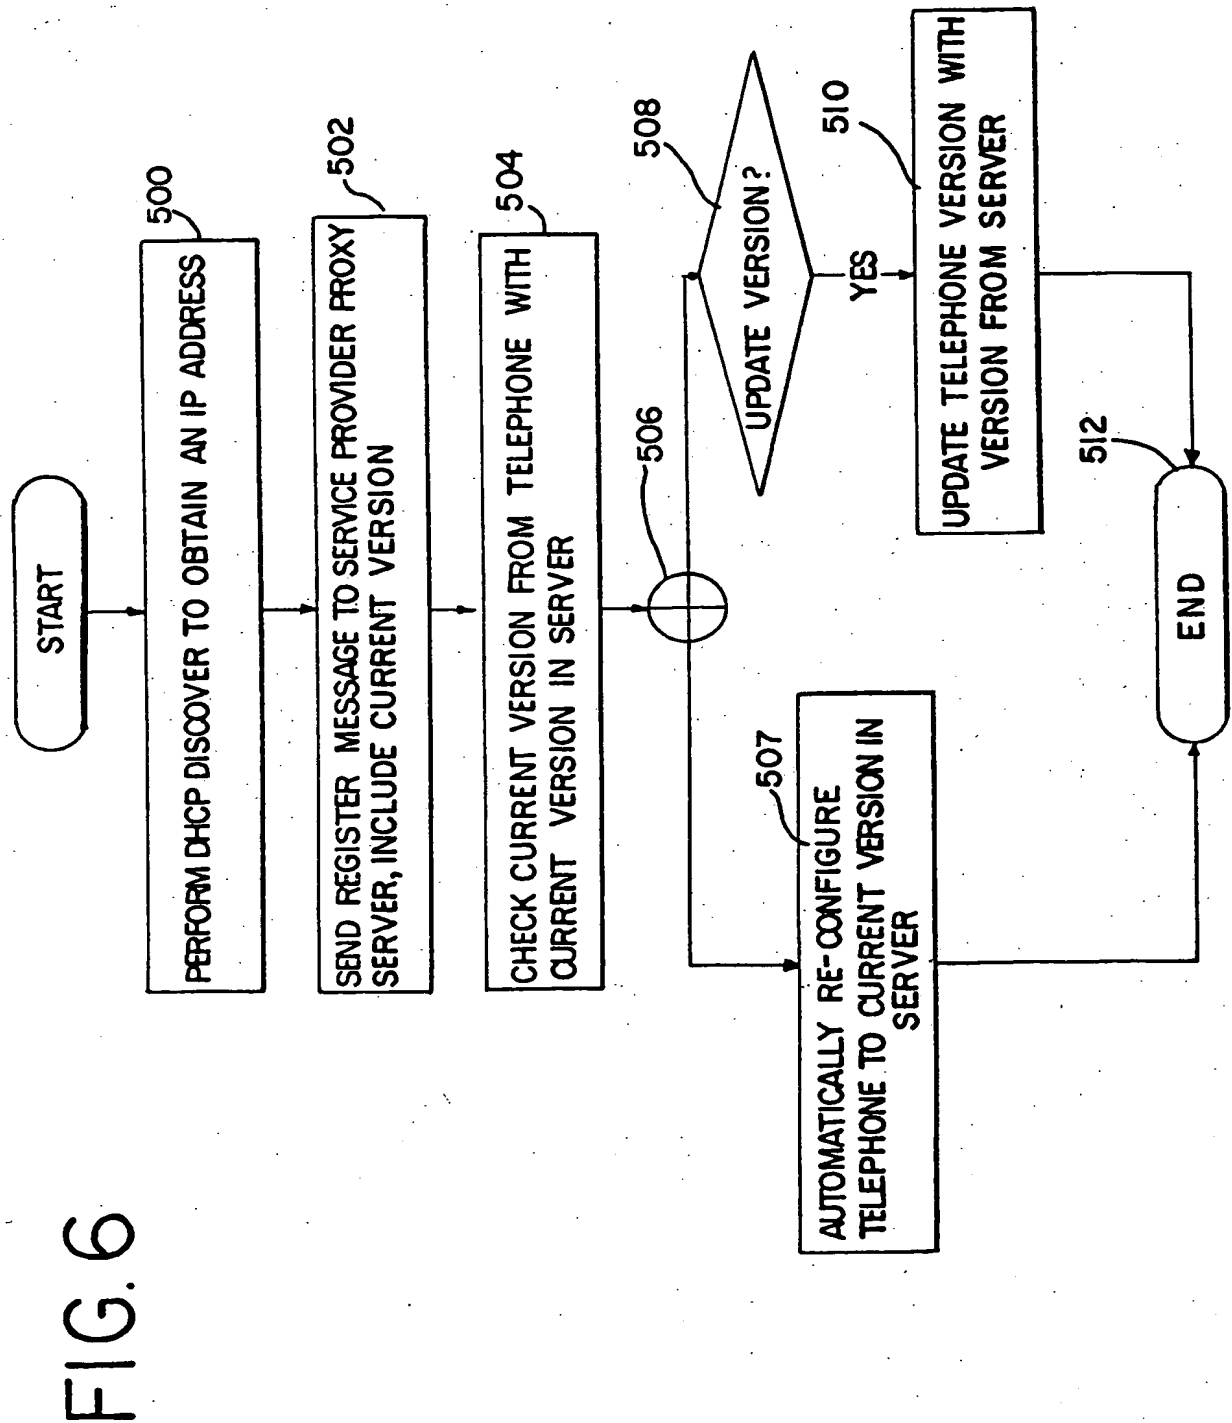 FIG. 6
START
500
PERFORM DHCP DISCOVER TO OBTAIN AN IP ADDRESS
502
SEND REGISTER MESSAGE TO SERVICE PROVIDER PROXY
SERVER, INCLUDE CURRENT VERSION
504
CHECK CURRENT VERSION FROM TELEPHONE WITH
CURRENT VERSION IN SERVER
506
507
AUTOMATICALLY RE-CONFIGURE
TELEPHONE TO CURRENT VERSION IN
SERVER
508
UPDATE VERSION?
YES
510
UPDATE TELEPHONE VERSION WITH
VERSION FROM SERVER
512
END